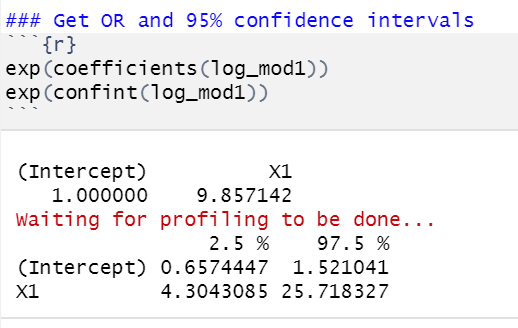 ### Get OR and 95% confidence intervals
```{r}
exp(coefficients(log_mod1))
exp(confint(log_mod1))
```
(Intercept)          X1
   1.000000    9.857142
Waiting for profiling to be done...
                2.5 %    97.5 %
(Intercept) 0.6574447  1.521041
X1          4.3043085 25.718327